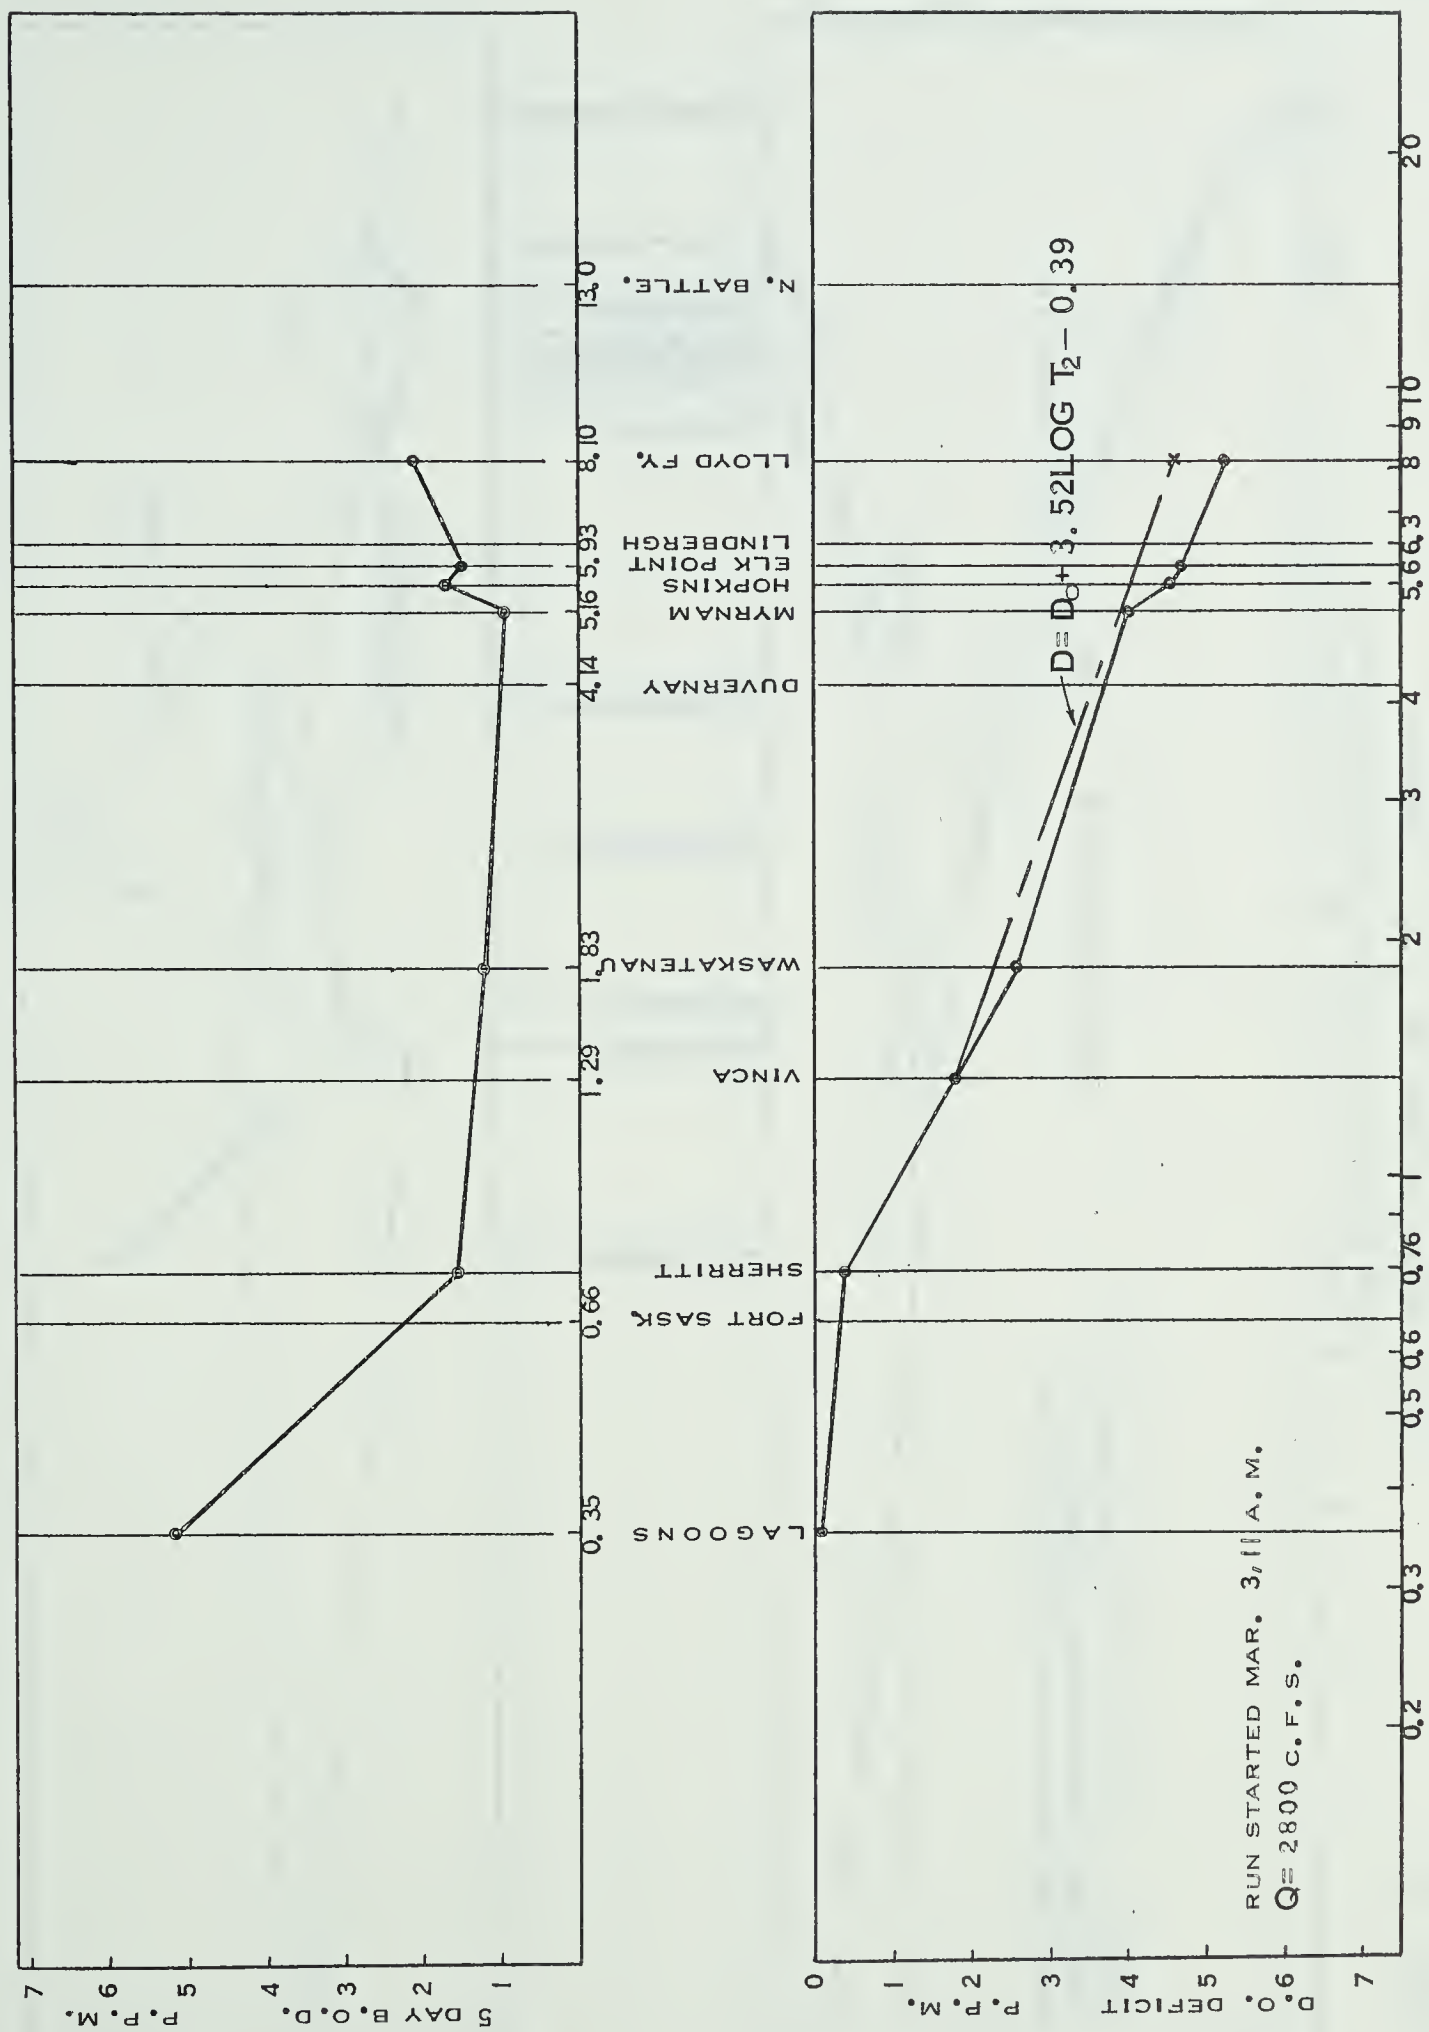 5 DAY B.O.D. P.P.M.
7
6
5
4
3
2
1
0.35
0.66
1.29
1.83
4.14
5.16
5.93
8.10
13.0
LAGOONS
FORT SASK.
SHERRITT
VINCA
WASKATENAU
DUVERNAY
MYRNAM
HOPKINS
ELK POINT
LINDBERGH
LLOYD FY.
N. BATTLE.
D.O. DEFICIT P.P.M.
0
1
2
3
4
5
6
7
D=D₀+3.52LOG T₂-0.39
RUN STARTED MAR. 3, 11 A.M.
Q=2800 C.F.S.
0.2
0.3
0.5
0.6
0.76
1
2
3
4
5.6
6.3
8
9
10
20